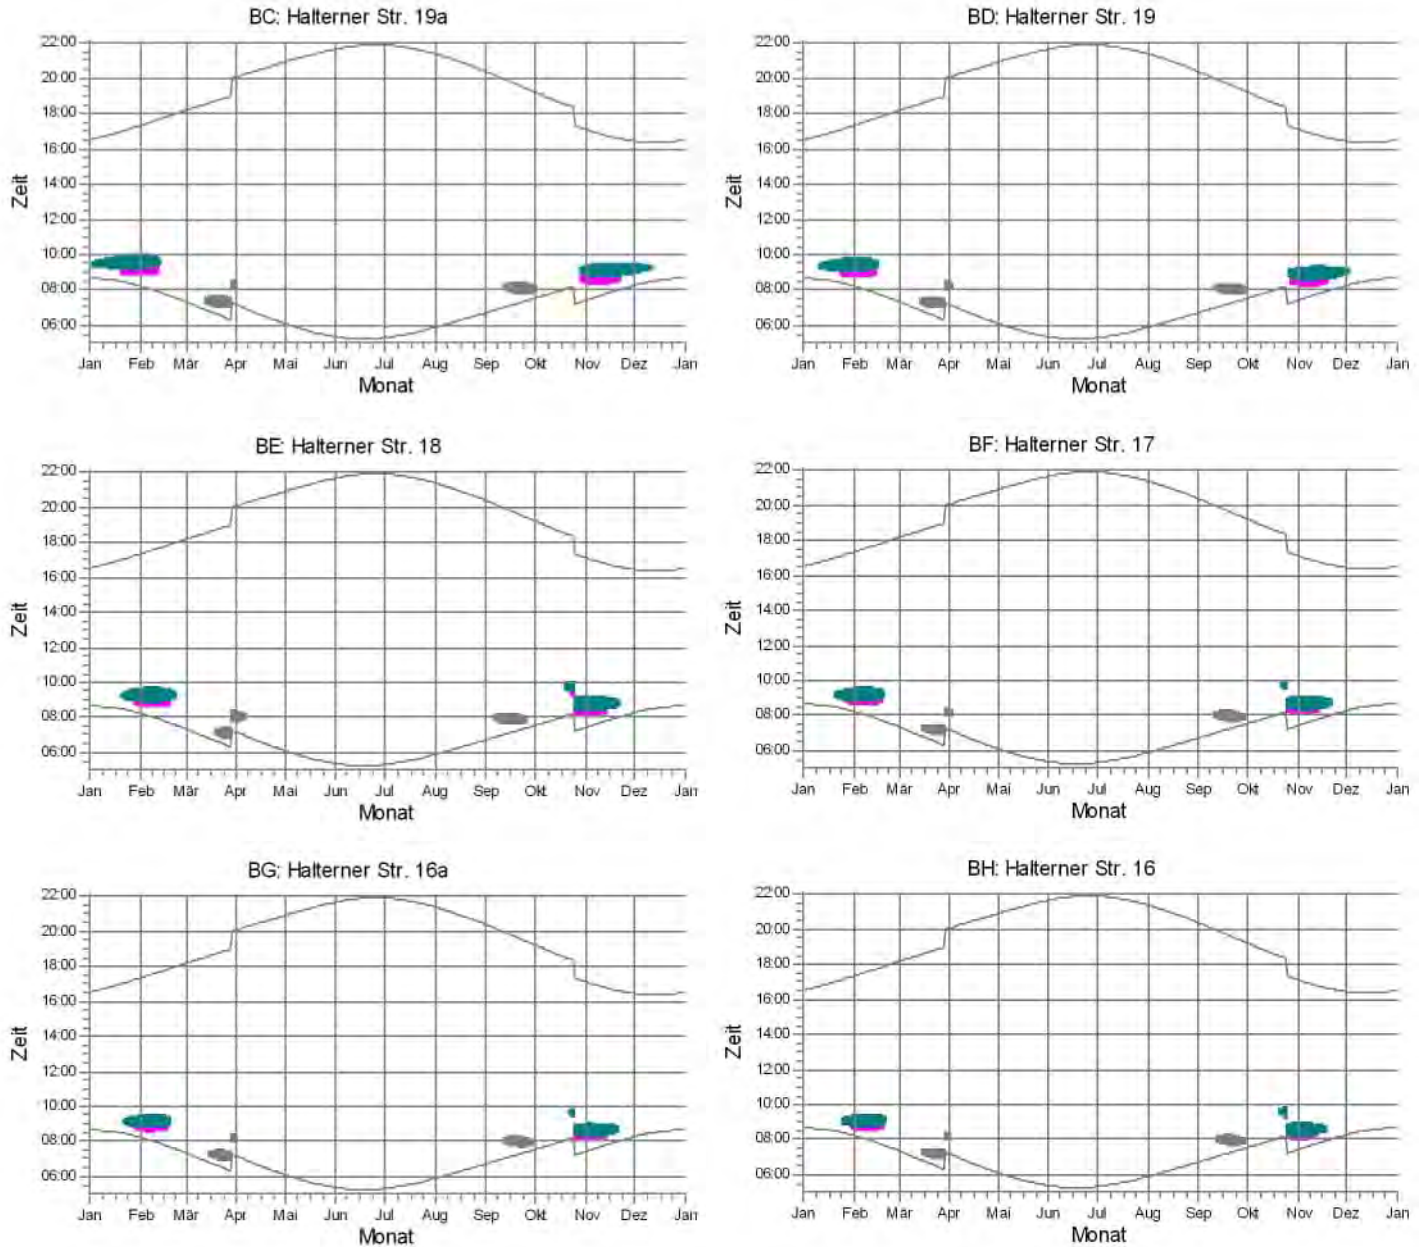 BC: Halterner Str. 19a
22:00
20:00
18:00
16:00
14:00
12:00
10:00
08:00
06:00
Zeit
Jan Feb Mär Apr Mai Jun Jul Aug Sep Okt Nov Dez Jan
Monat
BD: Halterner Str. 19
22:00
20:00
18:00
16:00
14:00
12:00
10:00
08:00
06:00
Zeit
Jan Feb Mär Apr Mai Jun Jul Aug Sep Okt Nov Dez Jan
Monat
BE: Halterner Str. 18
22:00
20:00
18:00
16:00
14:00
12:00
10:00
08:00
06:00
Zeit
Jan Feb Mär Apr Mai Jun Jul Aug Sep Okt Nov Dez Jan
Monat
BF: Halterner Str. 17
22:00
20:00
18:00
16:00
14:00
12:00
10:00
08:00
06:00
Zeit
Jan Feb Mär Apr Mai Jun Jul Aug Sep Okt Nov Dez Jan
Monat
BG: Halterner Str. 16a
22:00
20:00
18:00
16:00
14:00
12:00
10:00
08:00
06:00
Zeit
Jan Feb Mär Apr Mai Jun Jul Aug Sep Okt Nov Dez Jan
Monat
BH: Halterner Str. 16
22:00
20:00
18:00
16:00
14:00
12:00
10:00
08:00
06:00
Zeit
Jan Feb Mär Apr Mai Jun Jul Aug Sep Okt Nov Dez Jan
Monat